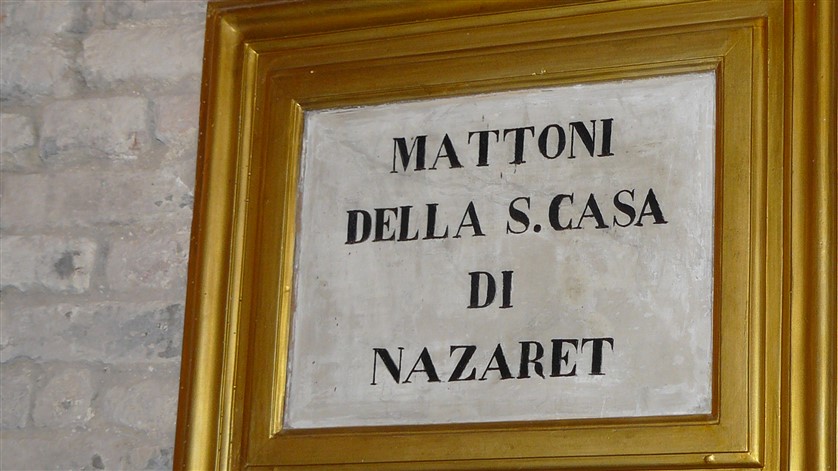 MATTONI
DELLA S.CASA
DI
NAZARET